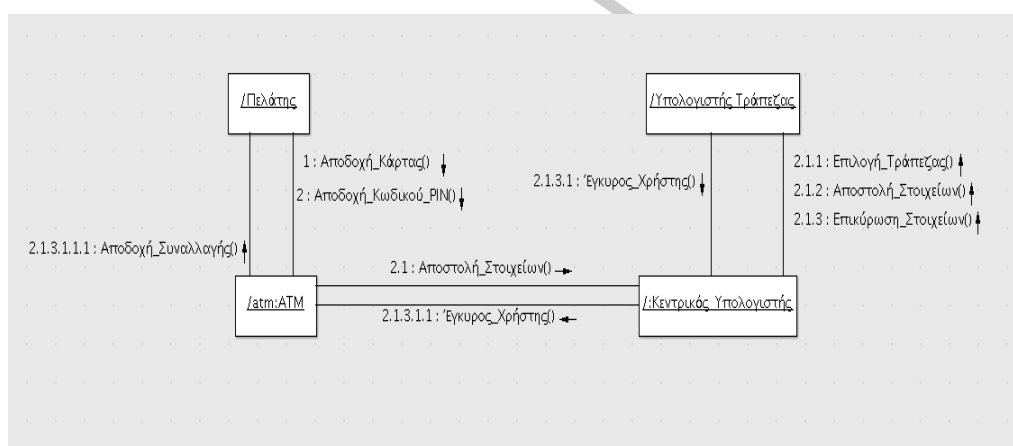 /Πελάτης
/Υπολογιστής Τράπεζας
1 : Αποδοχή_Κάρτας()
2 : Αποδοχή_Κωδικού_PIN()
2.1.3.1 : Έγκυρος_Χρήστης()
2.1.1 : Επιλογή_Τράπεζας()
2.1.2 : Αποστολή_Στοιχείων()
2.1.3 : Επικύρωση_Στοιχείων()
2.1.3.1.1.1 : Αποδοχή_Συναλλαγής()
2.1 : Αποστολή_Στοιχείων()
/atm:ATM
/:Κεντρικός Υπολογιστής
2.1.3.1.1 : Έγκυρος_Χρήστης()